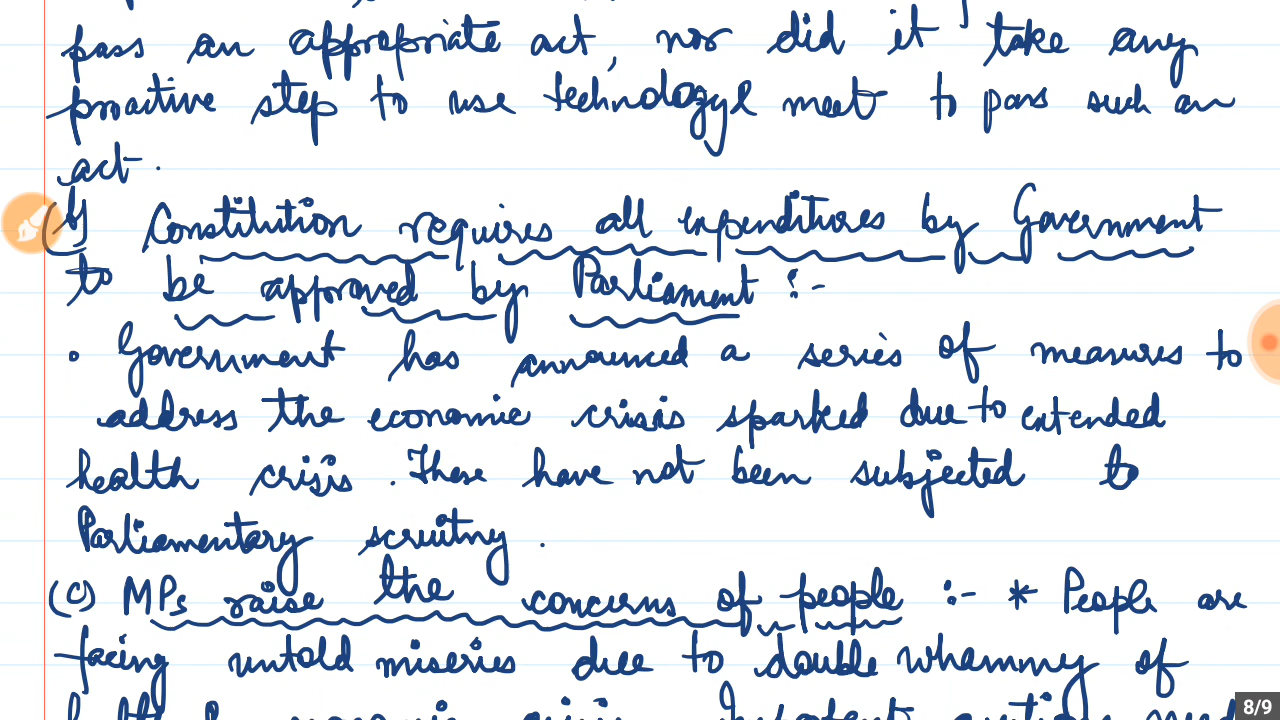 pass an appropriate act, nor did it take any
proactive step to use technology & meet to pass such an
act.
(b) Constitution requires all expenditures by Government
to be approved by Parliament :-
• Government has announced a series of measures to
address the economic crisis sparked due to extended
health crisis. These have not been subjected to
Parliamentary scruitny.
(c) MPs raise the concerns of people :- * People are
facing untold miseries due to double whammy of
8/9